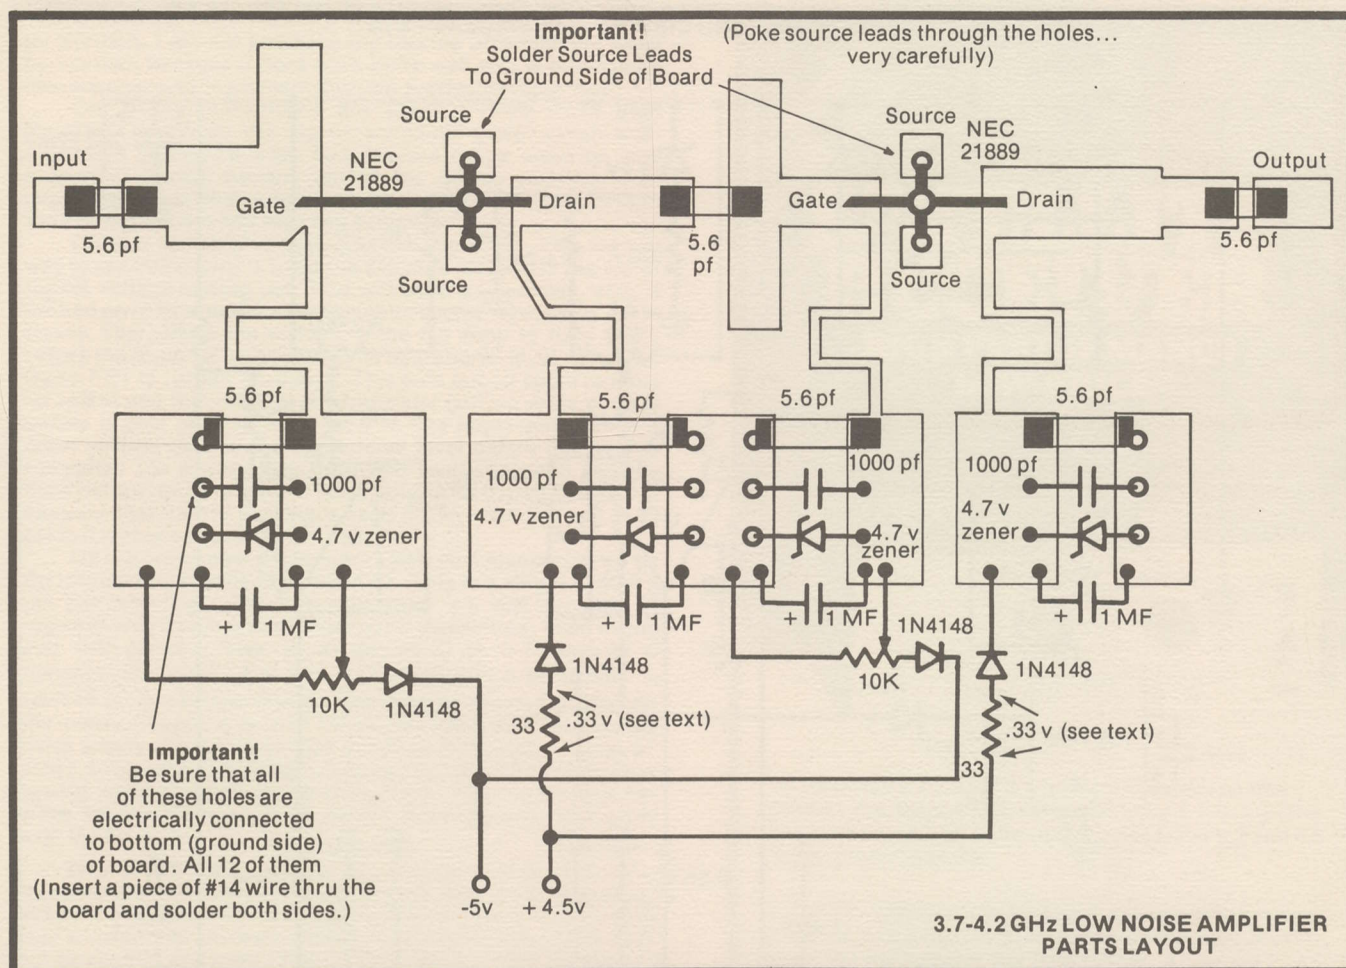 Important!
Solder Source Leads
To Ground Side of Board
(Poke source leads through the holes...
very carefully)
Source
Source
NEC
21889
Input
NEC
21889
Output
Gate
Drain
Gate
Drain
5.6 pf
5.6
pf
5.6 pf
Source
Source
5.6 pf
5.6 pf
5.6 pf
5.6 pf
1000 pf
1000 pf
1000 pf
1000 pf
4.7 v zener
4.7 v zener
4.7 v
zener
4.7 v
zener
+ 1 MF
+ 1 MF
+ 1 MF
+ 1 MF
1N4148
10K
1N4148
1N4148
10K
1N4148
33
.33 v (see text)
.33 v (see text)
33
Important!
Be sure that all
of these holes are
electrically connected
to bottom (ground side)
of board. All 12 of them
(Insert a piece of #14 wire thru the
board and solder both sides.)
-5v
+ 4.5v
3.7-4.2 GHz LOW NOISE AMPLIFIER
PARTS LAYOUT